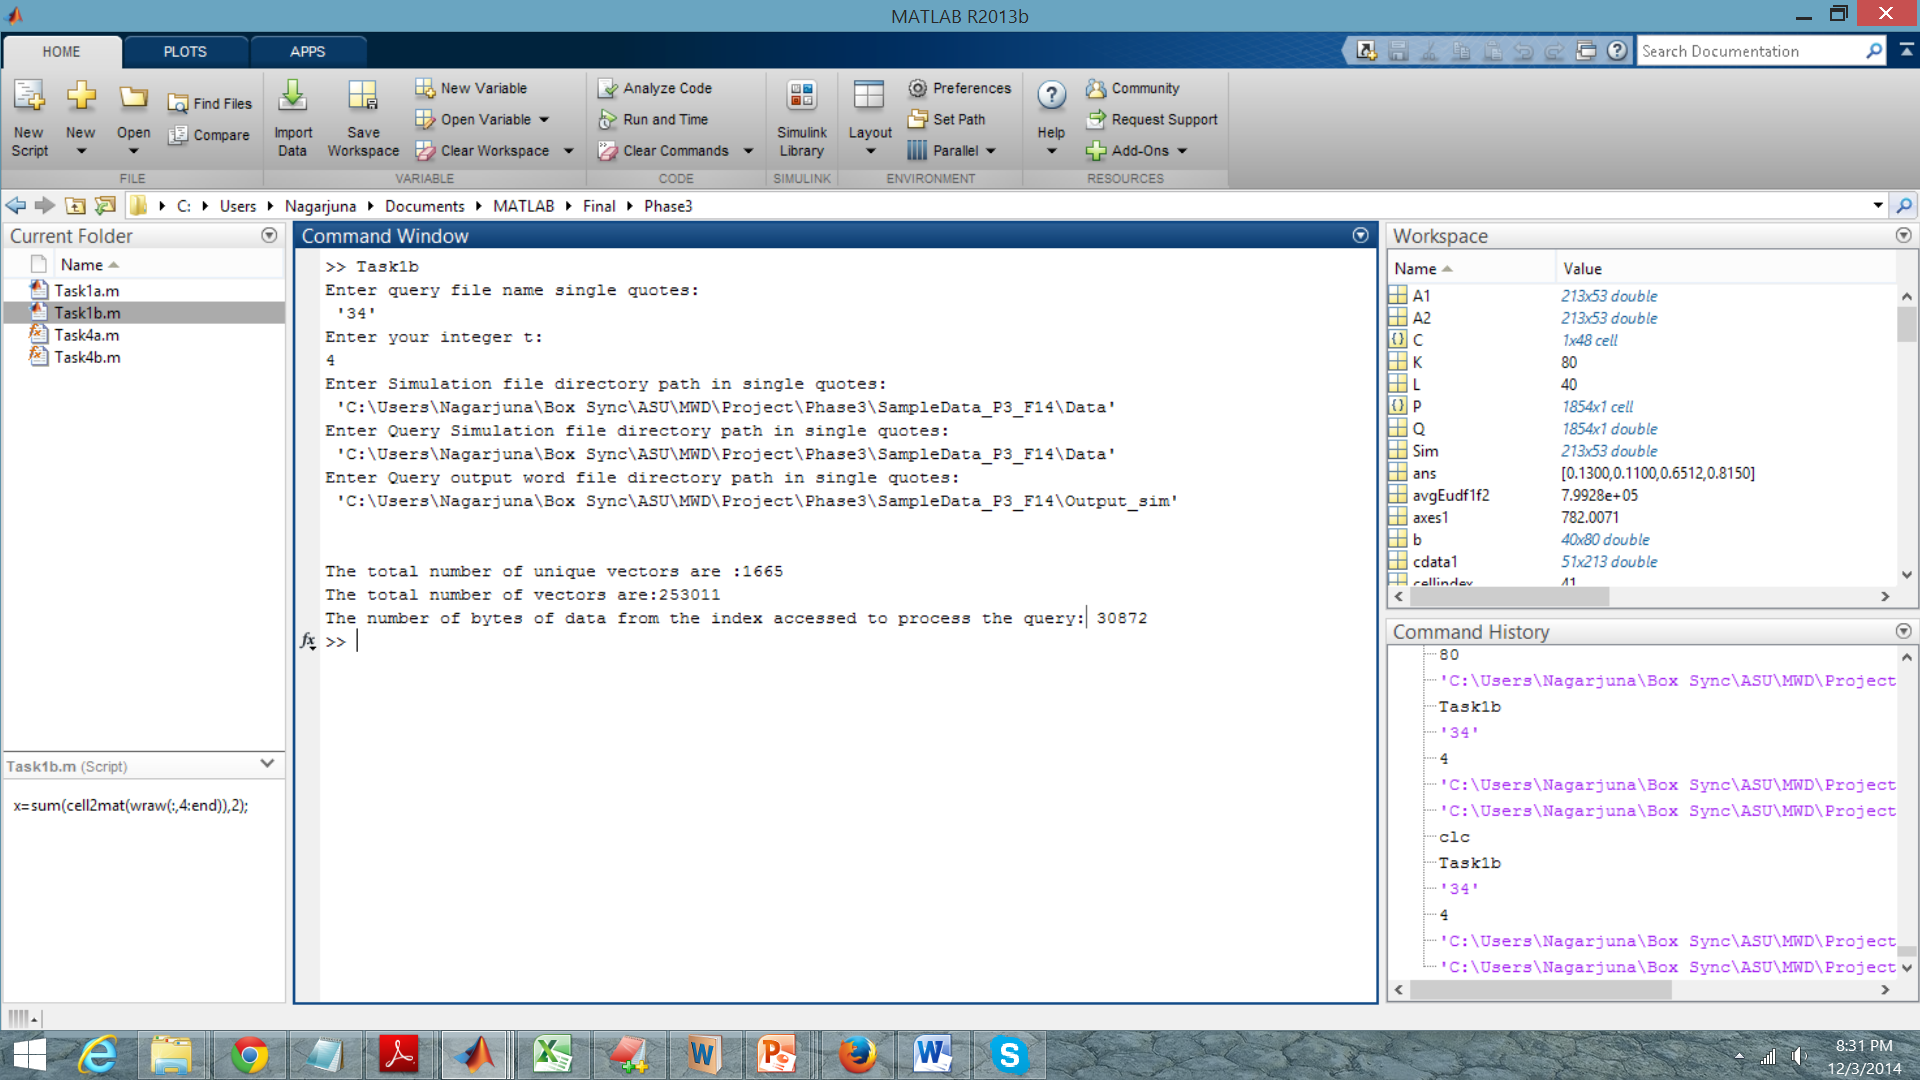 MATLAB R2013b
HOME
PLOTS
APPS
Search Documentation
New Script
New
Open
Find Files
Compare
FILE
Import Data
Save Workspace
New Variable
Open Variable
Clear Workspace
VARIABLE
Analyze Code
Run and Time
Clear Commands
CODE
Simulink Library
SIMULINK
Layout
Preferences
Set Path
Parallel
ENVIRONMENT
Help
Community
Request Support
Add-Ons
RESOURCES
C: Users Nagarjuna Documents MATLAB Final Phase3
Current Folder
Name
Task1a.m
Task1b.m
Task4a.m
Task4b.m
Task1b.m (Script)
x=sum(cell2mat(wraw(:,4:end)),2);
Command Window
>> Task1b
Enter query file name single quotes:
'34'
Enter your integer t:
4
Enter Simulation file directory path in single quotes:
'C:\Users\Nagarjuna\Box Sync\ASU\MWD\Project\Phase3\SampleData_P3_F14\Data'
Enter Query Simulation file directory path in single quotes:
'C:\Users\Nagarjuna\Box Sync\ASU\MWD\Project\Phase3\SampleData_P3_F14\Data'
Enter Query output word file directory path in single quotes:
'C:\Users\Nagarjuna\Box Sync\ASU\MWD\Project\Phase3\SampleData_P3_F14\Output_sim'
The total number of unique vectors are :1665
The total number of vectors are:253011
The number of bytes of data from the index accessed to process the query: 30872
fx >>
Workspace
Name Value
A1 213x53 double
A2 213x53 double
C 1x48 cell
K 80
L 40
P 1854x1 cell
Q 1854x1 double
Sim 213x53 double
ans [0.1300,0.1100,0.6512,0.8150]
avgEudf1f2 7.9928e+05
axes1 782.0071
b 40x80 double
cdata1 51x213 double
cellindex 41
Command History
80
'C:\Users\Nagarjuna\Box Sync\ASU\MWD\Project
Task1b
'34'
4
'C:\Users\Nagarjuna\Box Sync\ASU\MWD\Project
'C:\Users\Nagarjuna\Box Sync\ASU\MWD\Project
clc
Task1b
'34'
4
'C:\Users\Nagarjuna\Box Sync\ASU\MWD\Project
'C:\Users\Nagarjuna\Box Sync\ASU\MWD\Project
8:31 PM
12/3/2014